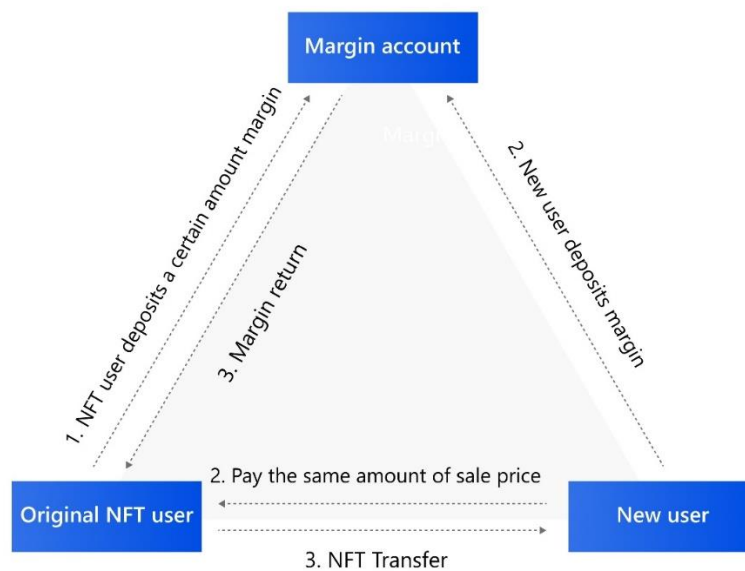 Margin account
Margin
1. NFT user deposits a certain amount margin
3. Margin return
2. New user deposits margin
2. Pay the same amount of sale price
Original NFT user
New user
3. NFT Transfer